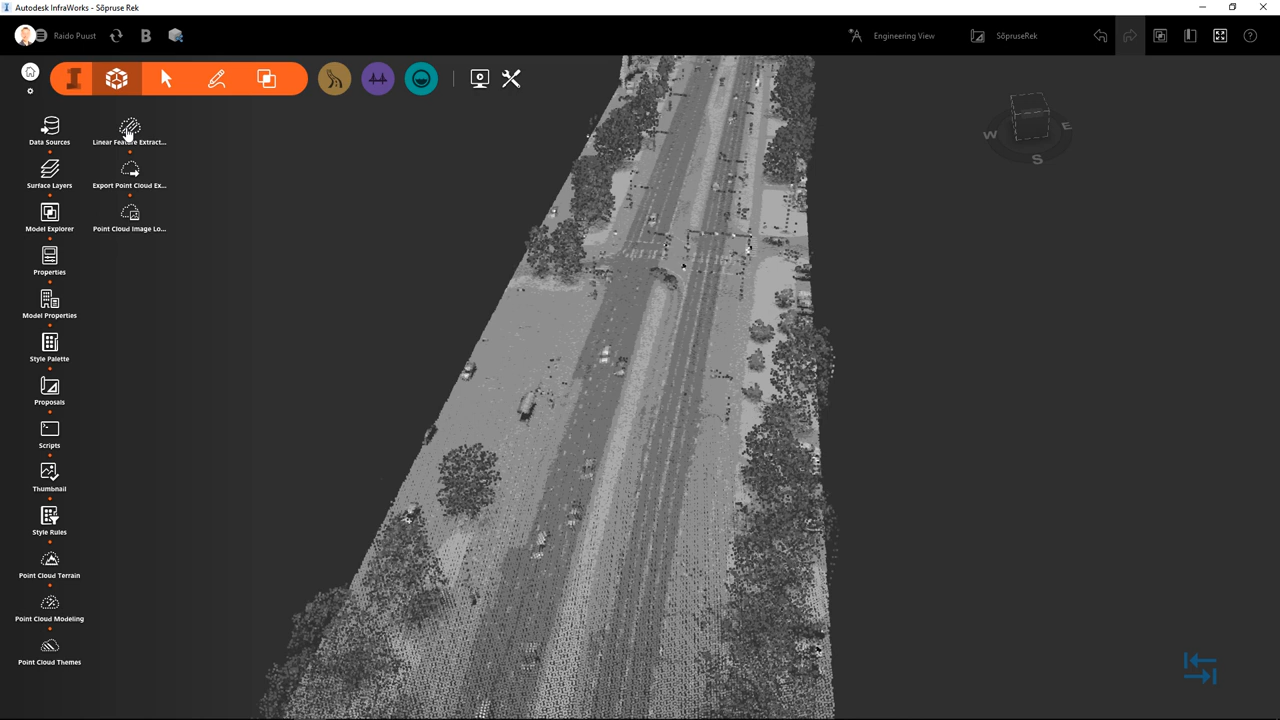 Autodesk InfraWorks - Sõpruse Rek
Raido Puust
B
Engineering View
SõpruseRek
Data Sources
Linear Feature Extract...
Surface Layers
Export Point Cloud Ex...
Model Explorer
Point Cloud Image Lo...
Properties
Model Properties
Style Palette
Proposals
Scripts
Thumbnail
Style Rules
Point Cloud Terrain
Point Cloud Modeling
Point Cloud Themes
W
E
S